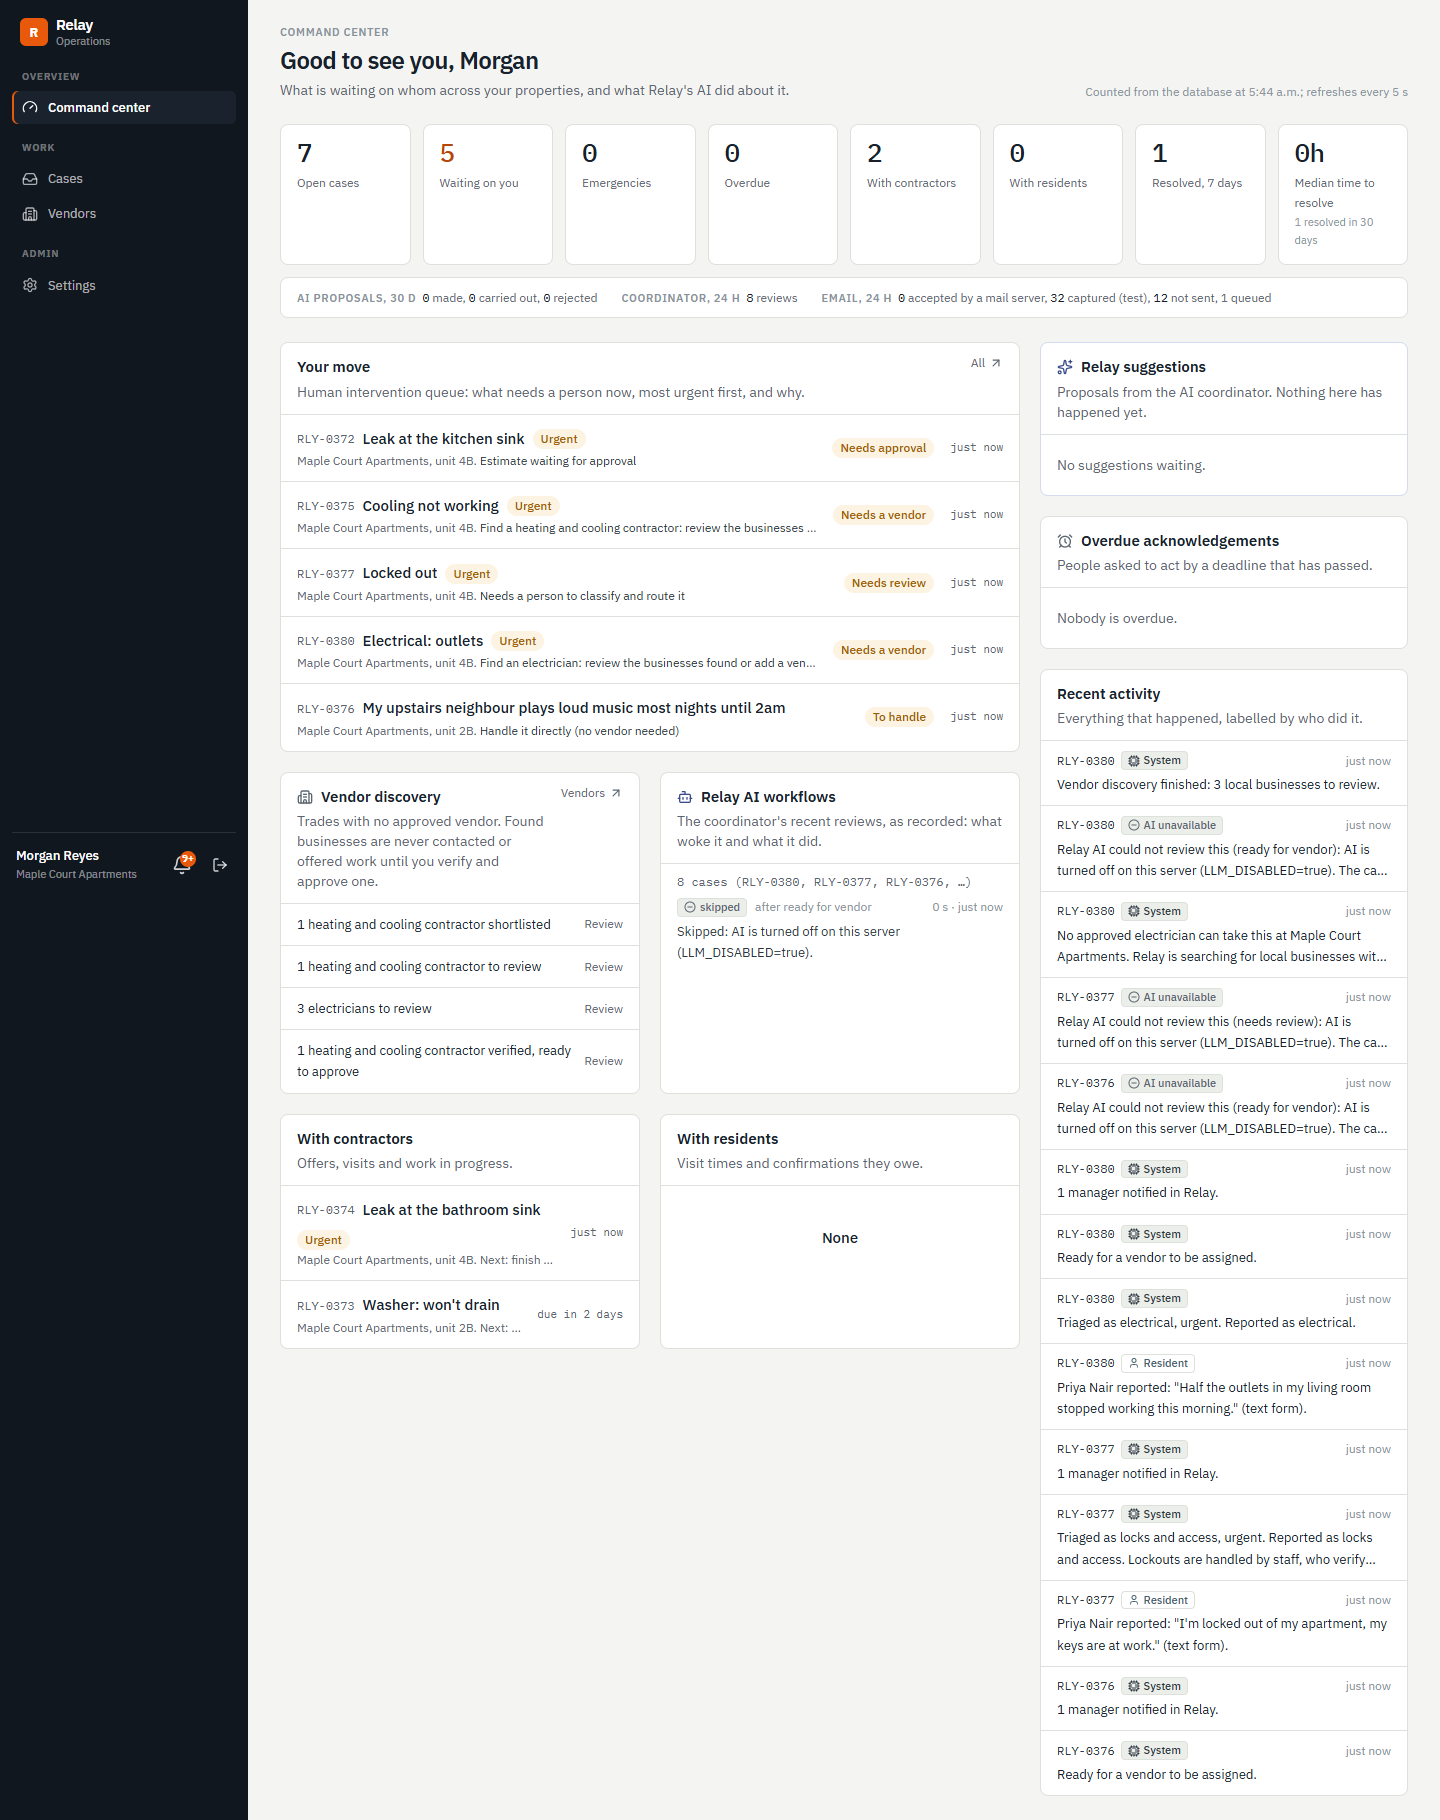 R
Relay
Operations
OVERVIEW
Command center
WORK
Cases
Vendors
ADMIN
Settings
Morgan Reyes
Maple Court Apartments
9+
COMMAND CENTER
Good to see you, Morgan
What is waiting on whom across your properties, and what Relay's AI did about it.
Counted from the database at 5:44 a.m.; refreshes every 5 s
7
Open cases
5
Waiting on you
0
Emergencies
0
Overdue
2
With contractors
0
With residents
1
Resolved, 7 days
0h
Median time to
resolve
1 resolved in 30
days
AI PROPOSALS, 30 D 0 made, 0 carried out, 0 rejected COORDINATOR, 24 H 8 reviews EMAIL, 24 H 0 accepted by a mail server, 32 captured (test), 12 not sent, 1 queued
Your move
All
Human intervention queue: what needs a person now, most urgent first, and why.
RLY-0372 Leak at the kitchen sink Urgent
Maple Court Apartments, unit 4B. Estimate waiting for approval
Needs approval just now
RLY-0375 Cooling not working Urgent
Maple Court Apartments, unit 4B. Find a heating and cooling contractor: review the businesses ...
Needs a vendor just now
RLY-0377 Locked out Urgent
Maple Court Apartments, unit 4B. Needs a person to classify and route it
Needs review just now
RLY-0380 Electrical: outlets Urgent
Maple Court Apartments, unit 4B. Find an electrician: review the businesses found or add a ven...
Needs a vendor just now
RLY-0376 My upstairs neighbour plays loud music most nights until 2am
Maple Court Apartments, unit 2B. Handle it directly (no vendor needed)
To handle just now
Vendor discovery
Vendors
Trades with no approved vendor. Found
businesses are never contacted or
offered work until you verify and
approve one.
1 heating and cooling contractor shortlisted Review
1 heating and cooling contractor to review Review
3 electricians to review Review
1 heating and cooling contractor verified, ready
to approve
Review
Relay AI workflows
The coordinator's recent reviews, as recorded: what
woke it and what it did.
8 cases (RLY-0380, RLY-0377, RLY-0376, …)
skipped after ready for vendor 0 s · just now
Skipped: AI is turned off on this server
(LLM_DISABLED=true).
With contractors
Offers, visits and work in progress.
RLY-0374 Leak at the bathroom sink
Urgent
Maple Court Apartments, unit 4B. Next: finish ...
just now
RLY-0373 Washer: won't drain
Maple Court Apartments, unit 2B. Next: ...
due in 2 days
With residents
Visit times and confirmations they owe.
None
Relay suggestions
Proposals from the AI coordinator. Nothing here has
happened yet.
No suggestions waiting.
Overdue acknowledgements
People asked to act by a deadline that has passed.
Nobody is overdue.
Recent activity
Everything that happened, labelled by who did it.
RLY-0380 System just now
Vendor discovery finished: 3 local businesses to review.
RLY-0380 AI unavailable just now
Relay AI could not review this (ready for vendor): AI is
turned off on this server (LLM_DISABLED=true). The ca...
RLY-0380 System just now
No approved electrician can take this at Maple Court
Apartments. Relay is searching for local businesses wit...
RLY-0377 AI unavailable just now
Relay AI could not review this (needs review): AI is
turned off on this server (LLM_DISABLED=true). The ca...
RLY-0376 AI unavailable just now
Relay AI could not review this (ready for vendor): AI is
turned off on this server (LLM_DISABLED=true). The ca...
RLY-0380 System just now
1 manager notified in Relay.
RLY-0380 System just now
Ready for a vendor to be assigned.
RLY-0380 System just now
Triaged as electrical, urgent. Reported as electrical.
RLY-0380 Resident just now
Priya Nair reported: "Half the outlets in my living room
stopped working this morning." (text form).
RLY-0377 System just now
1 manager notified in Relay.
RLY-0377 System just now
Triaged as locks and access, urgent. Reported as locks
and access. Lockouts are handled by staff, who verify...
RLY-0377 Resident just now
Priya Nair reported: "I'm locked out of my apartment, my
keys are at work." (text form).
RLY-0376 System just now
1 manager notified in Relay.
RLY-0376 System just now
Ready for a vendor to be assigned.